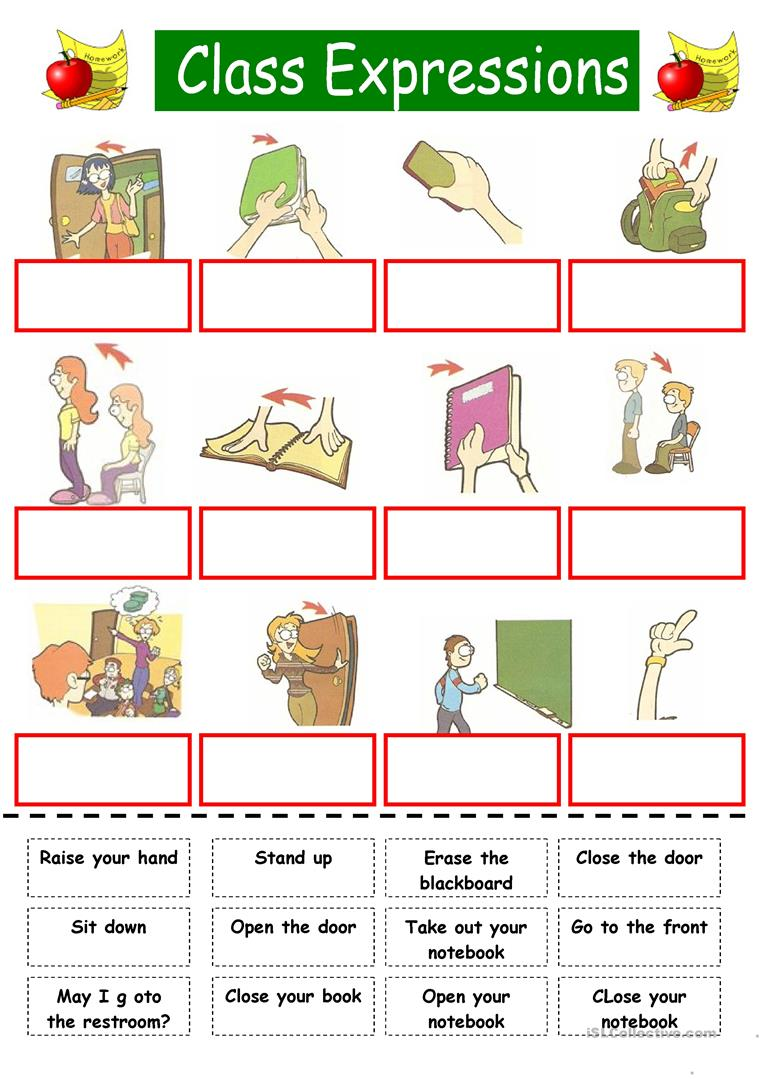 Homework
Class Expressions
Homework
Raise your hand
Stand up
Erase the
blackboard
Close the door
Sit down
Open the door
Take out your
notebook
Go to the front
May I g oto
the restroom?
Close your book
Open your
notebook
CLose your
notebook
iSLCollective.com